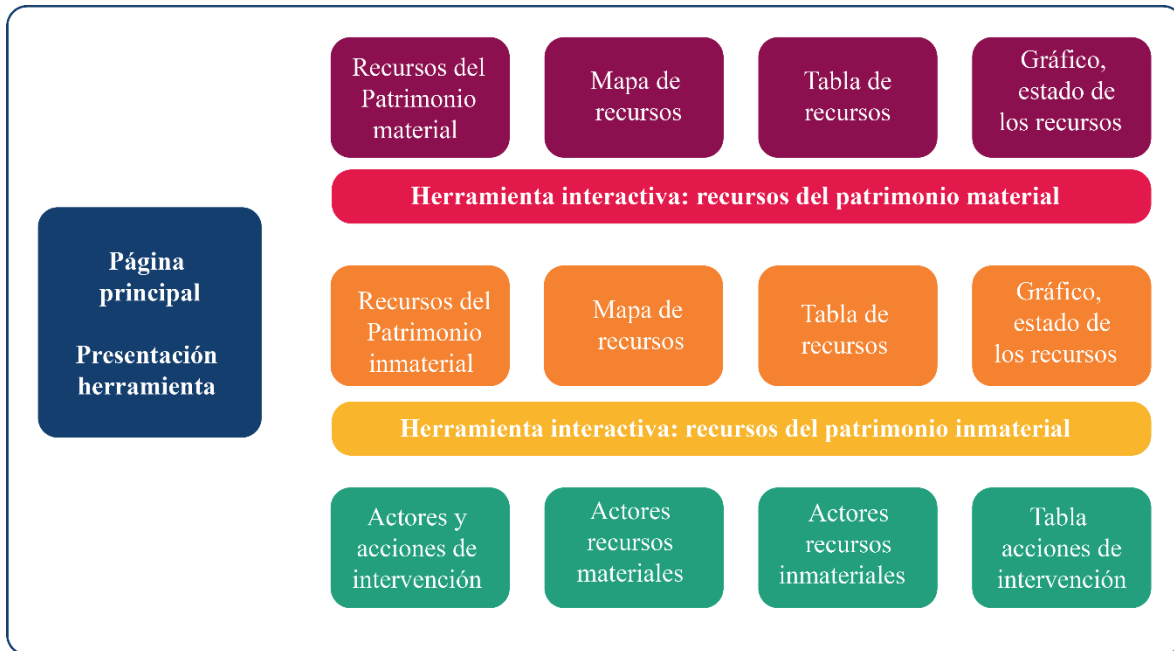 Página
principal
Presentación
herramienta
Recursos del
Patrimonio
material
Mapa de
recursos
Tabla de
recursos
Gráfico,
estado de
los recursos
Herramienta interactiva: recursos del patrimonio material
Recursos del
Patrimonio
inmaterial
Mapa de
recursos
Tabla de
recursos
Gráfico,
estado de
los recursos
Herramienta interactiva: recursos del patrimonio inmaterial
Actores y
acciones de
intervención
Actores
recursos
materiales
Actores
recursos
inmateriales
Tabla
acciones de
intervención